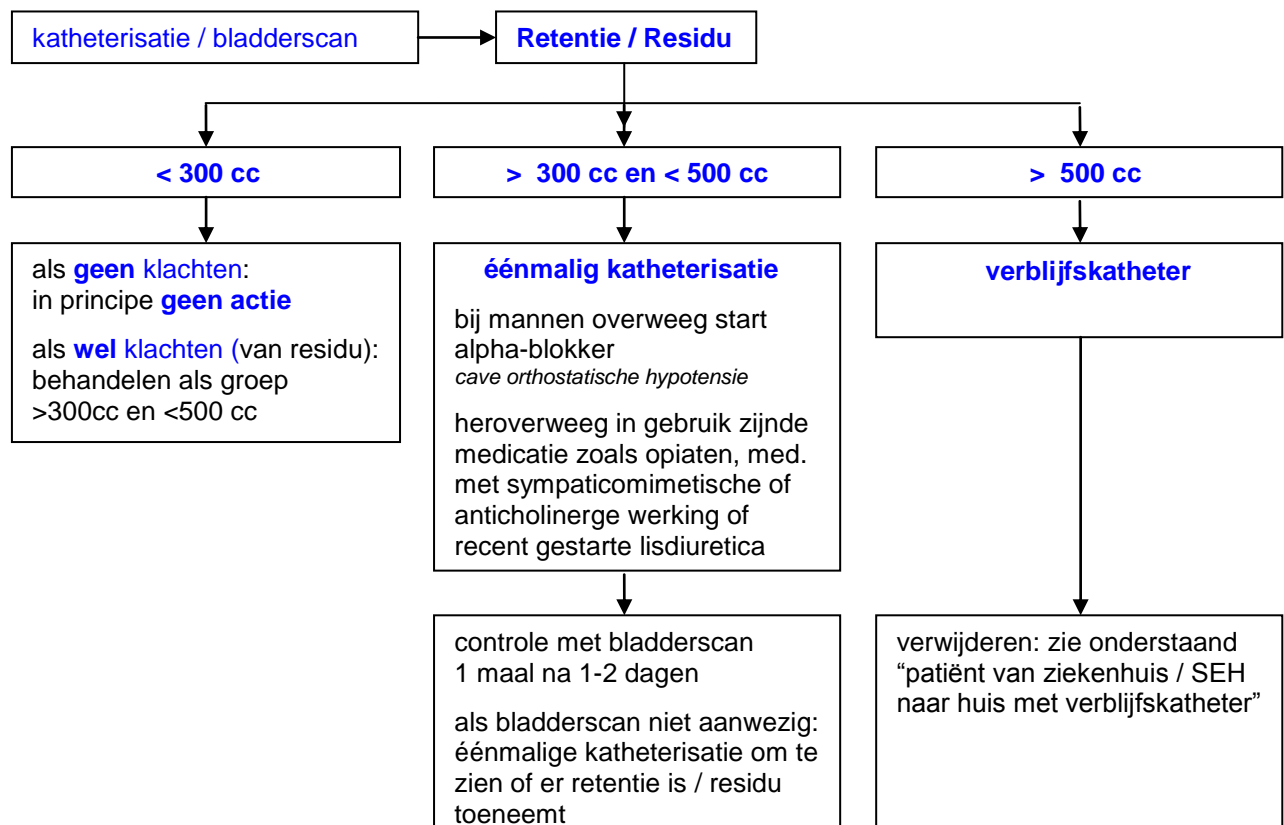 katheterisatie / bladderscan
Retentie / Residu
< 300 cc
> 300 cc en < 500 cc
> 500 cc
als geen klachten:
in principe geen actie
als wel klachten (van residu):
behandelen als groep
>300cc en <500 cc
éénmalig katheterisatie
bij mannen overweeg start
alpha-blokker
cave orthostatische hypotensie
heroverweeg in gebruik zijnde
medicatie zoals opiaten, med.
met sympaticomimetische of
anticholinerge werking of
recent gestarte lisdiuretica
verblijfskatheter
controle met bladderscan
1 maal na 1-2 dagen
als bladderscan niet aanwezig:
éénmalige katheterisatie om te
zien of er retentie is / residu
toeneemt
verwijderen: zie onderstaand
“patiënt van ziekenhuis / SEH
naar huis met verblijfskatheter”